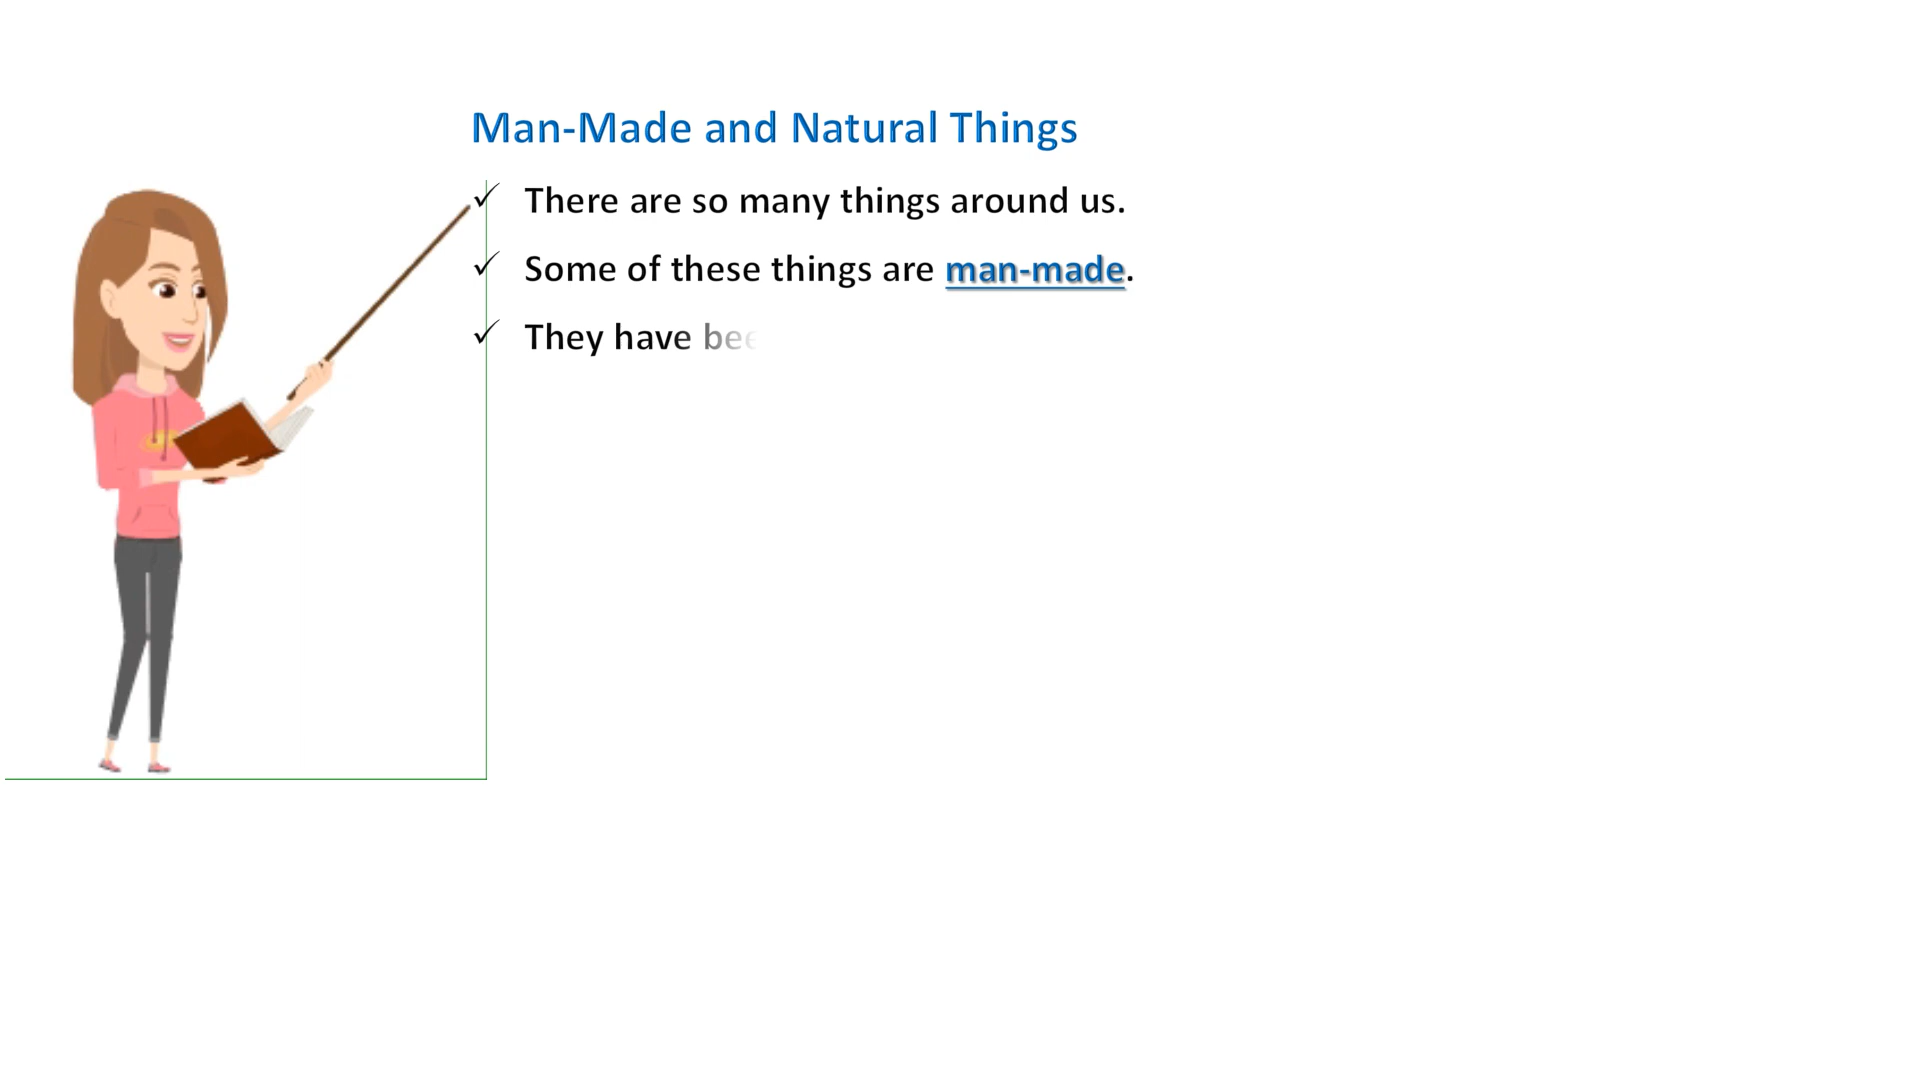 Man-Made and Natural Things
✓ There are so many things around us.
✓ Some of these things are man-made.
✓ They have bee